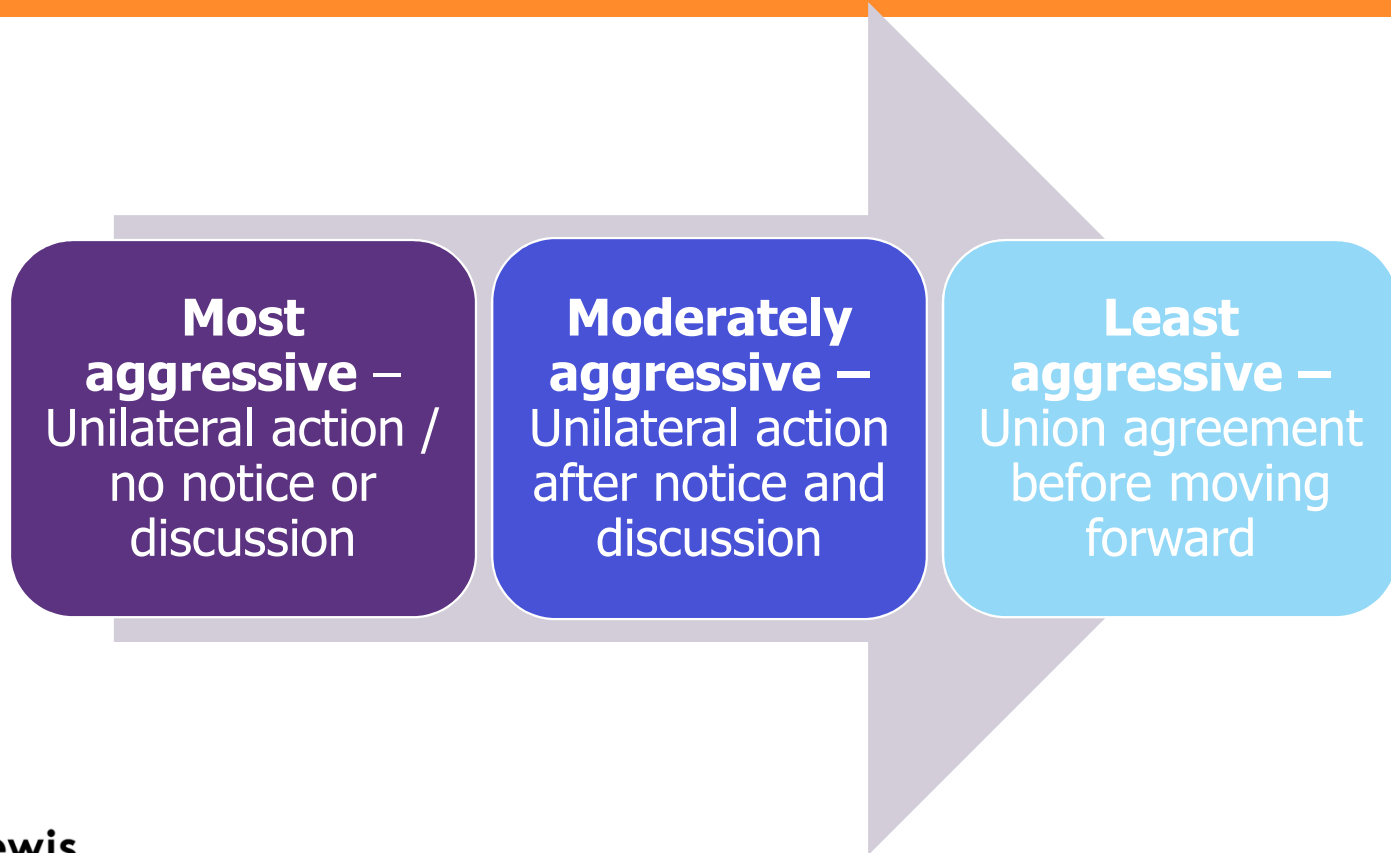 Most
aggressive –
Unilateral action /
no notice or
discussion
Moderately
aggressive –
Unilateral action
after notice and
discussion
Least
aggressive –
Union agreement
before moving
forward